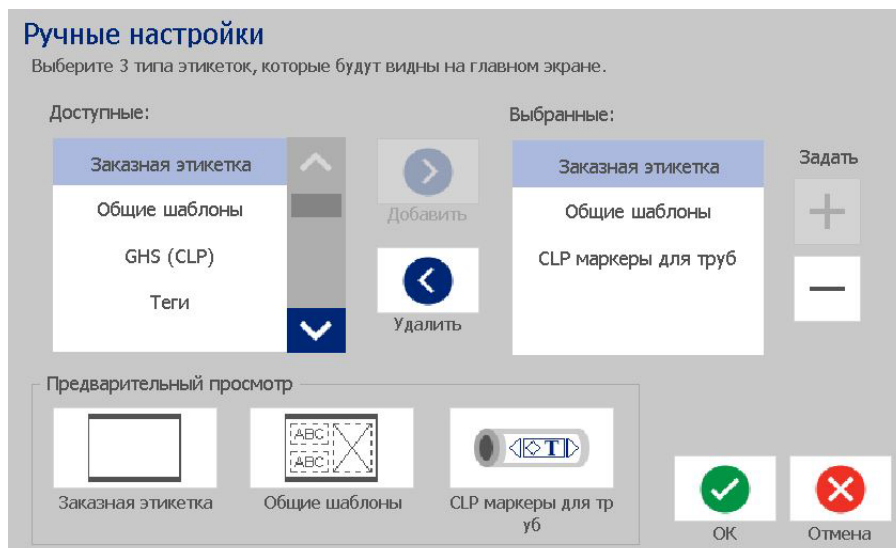 Ручные настройки
Выберите 3 типа этикеток, которые будут видны на главном экране.
Доступные:
Заказная этикетка
Общие шаблоны
GHS (CLP)
Теги
Добавить
Удалить
Выбранные:
Заказная этикетка
Общие шаблоны
CLP маркеры для труб
Задать
Предварительный просмотр
ABC
ABC
T
Заказная этикетка
Общие шаблоны
CLP маркеры для тр
уб
OK
Отмена